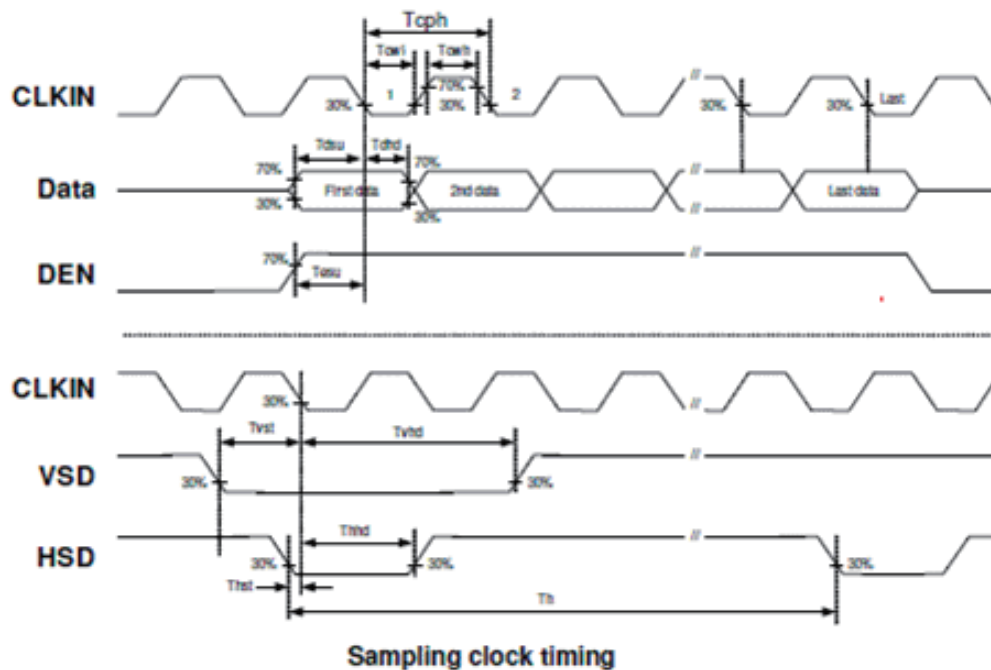 Tcph
Tcwl Tcwh
CLKIN 30% 1 30% 70% 2 // 30% 30% Last
Tdsu Tdhd
70% 70%
Data First data 2nd data // Last data
30% 30%
DEN 70% Tesu //
CLKIN 30% //
Tvst Tvhd
VSD 30% 30% //
Thhd
HSD 30% 30% // 30%
Thst
Th
Sampling clock timing